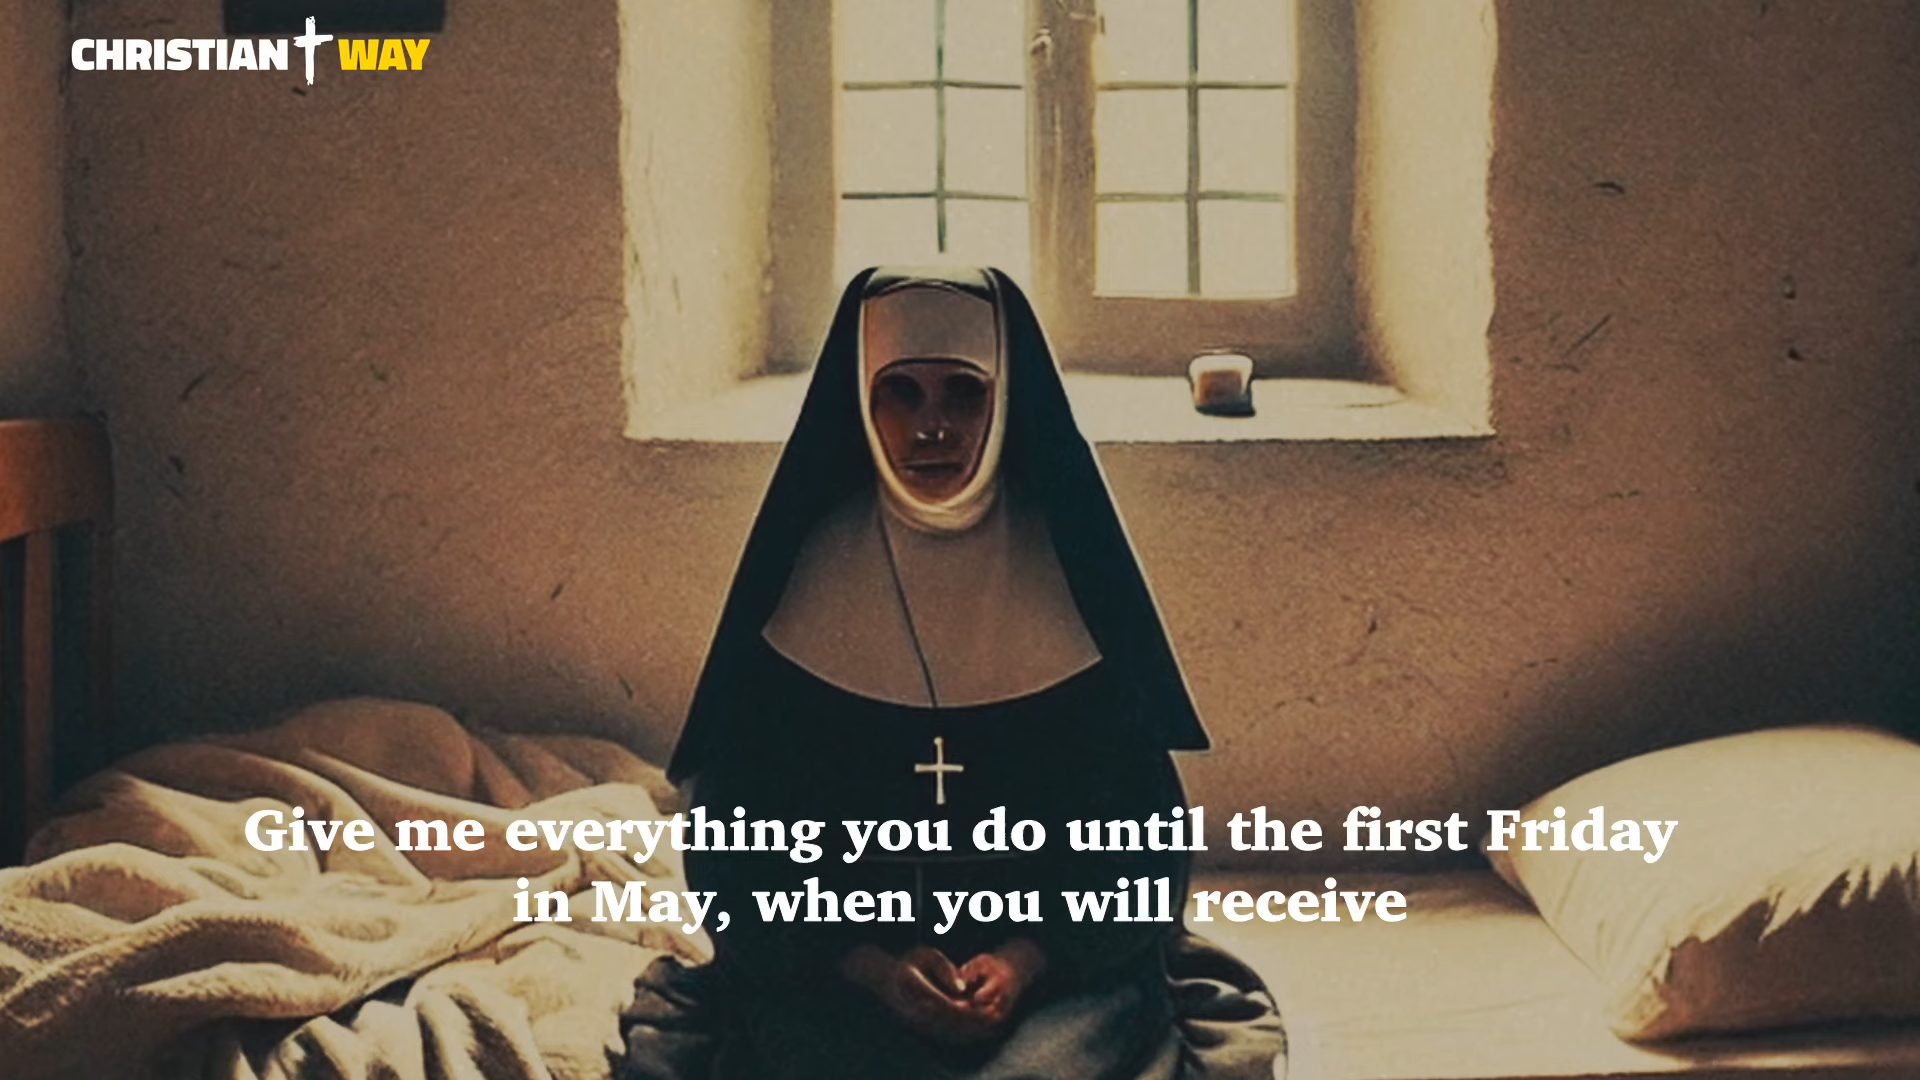 CHRISTIAN WAY
Give me everything you do until the first Friday
in May, when you will receive